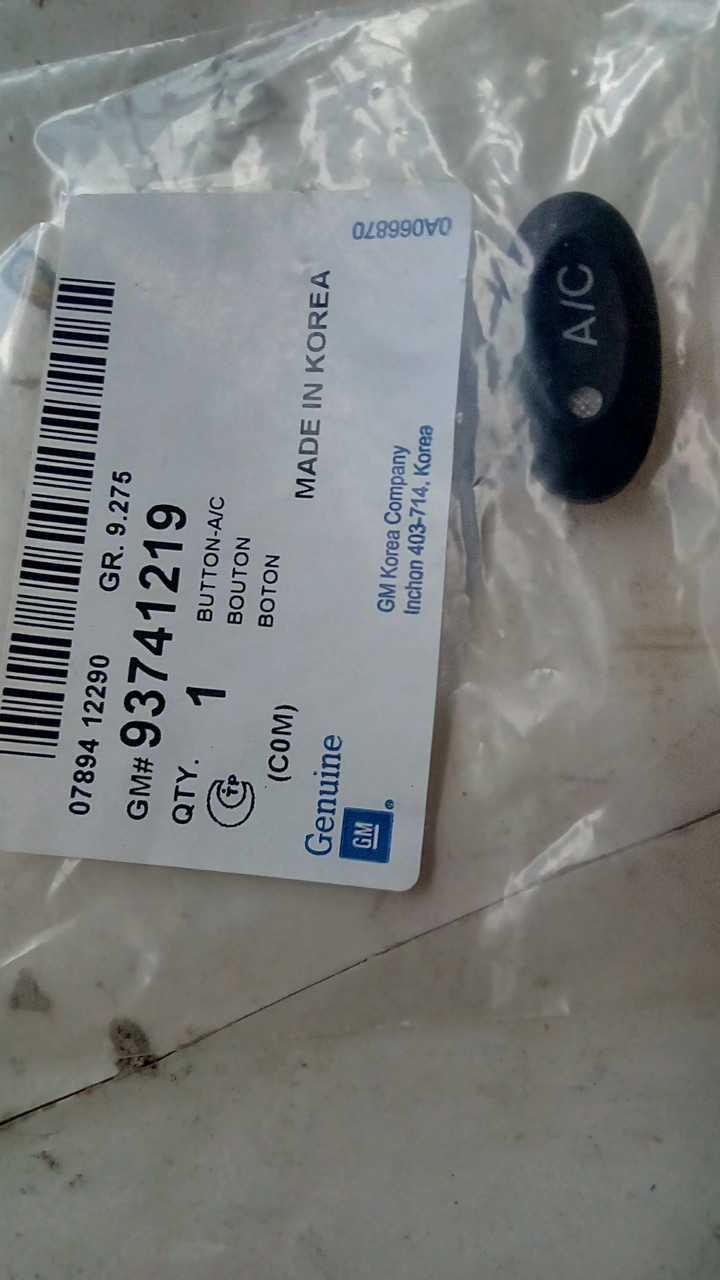 07894 12290 GR. 9.275
GM# 93741219
QTY. 1 BUTTON-A/C
BOUTON
BOTON
(COM)
MADE IN KOREA
Genuine
GM ®
GM Korea Company
Inchon 403-714, Korea
0A066870
A/C